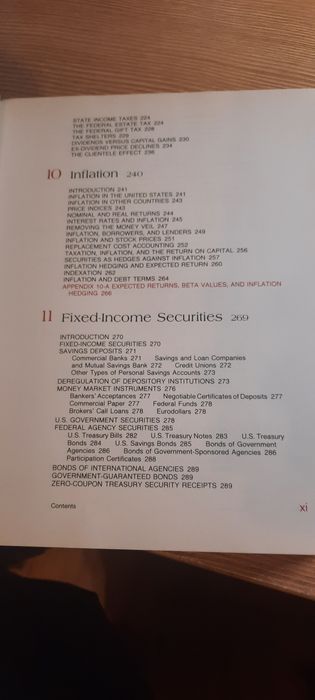 STATE INCOME TAXES 224
THE FEDERAL ESTATE TAX 224
THE FEDERAL GIFT TAX 228
TAX SHELTERS 229
DIVIDENDS VERSUS CAPITAL GAINS 230
EX-DIVIDEND PRICE DECLINES 234
THE CLIENTELE EFFECT 236
10 Inflation 240
INTRODUCTION 241
INFLATION IN THE UNITED STATES 241
INFLATION IN OTHER COUNTRIES 243
PRICE INDICES 243
NOMINAL AND REAL RETURNS 244
INTEREST RATES AND INFLATION 245
REMOVING THE MONEY VEIL 247
INFLATION, BORROWERS, AND LENDERS 249
INFLATION AND STOCK PRICES 251
REPLACEMENT COST ACCOUNTING 252
TAXATION, INFLATION, AND THE RETURN ON CAPITAL 256
SECURITIES AS HEDGES AGAINST INFLATION 257
INFLATION HEDGING AND EXPECTED RETURN 260
INDEXATION 262
INFLATION AND DEBT TERMS 264
APPENDIX 10-A EXPECTED RETURNS, BETA VALUES, AND INFLATION
HEDGING 266
11 Fixed-Income Securities 269
INTRODUCTION 270
FIXED-INCOME SECURITIES 270
SAVINGS DEPOSITS 271
Commercial Banks 271 Savings and Loan Companies
and Mutual Savings Bank 272 Credit Unions 272
Other Types of Personal Savings Accounts 273
DEREGULATION OF DEPOSITORY INSTITUTIONS 273
MONEY MARKET INSTRUMENTS 276
Bankers' Acceptances 277 Negotiable Certificates of Deposits 277
Commercial Paper 277 Federal Funds 278
Brokers' Call Loans 278 Eurodollars 278
U.S. GOVERNMENT SECURITIES 278
FEDERAL AGENCY SECURITIES 285
U.S. Treasury Bills 282 U.S. Treasury Notes 283 U.S. Treasury
Bonds 284 U.S. Savings Bonds 285 Bonds of Government
Agencies 286 Bonds of Government-Sponsored Agencies 286
Participation Certificates 288
BONDS OF INTERNATIONAL AGENCIES 289
GOVERNMENT-GUARANTEED BONDS 289
ZERO-COUPON TREASURY SECURITY RECEIPTS 289
Contents
xi